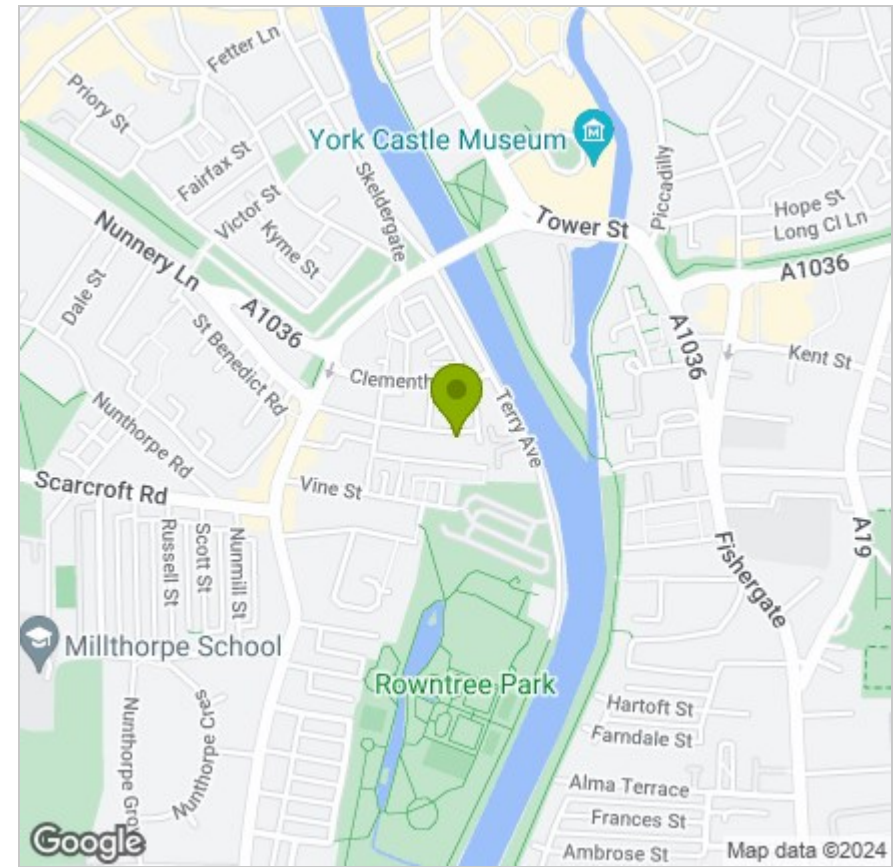 Fetter Ln
Priory St
Fairfax St
Skeldergate
York Castle Museum
Piccadilly
Victor St
Kyme St
Hope St
Long Cl Ln
Tower St
Nunnery Ln
A1036
Dale St
A1036
St Benedict Rd
A1036
Kent St
Clementh
Terry Ave
Nunthorpe Rd
Scarcroft Rd
Vine St
Russell St
Scott St
Nunmill St
A19
Fishergate
Millthorpe School
Rowntree Park
Nunthorpe Grov
Nunthorpe Cres
Hartoft St
Farndale St
Alma Terrace
Frances St
Ambrose St
Google
Map data ©2024